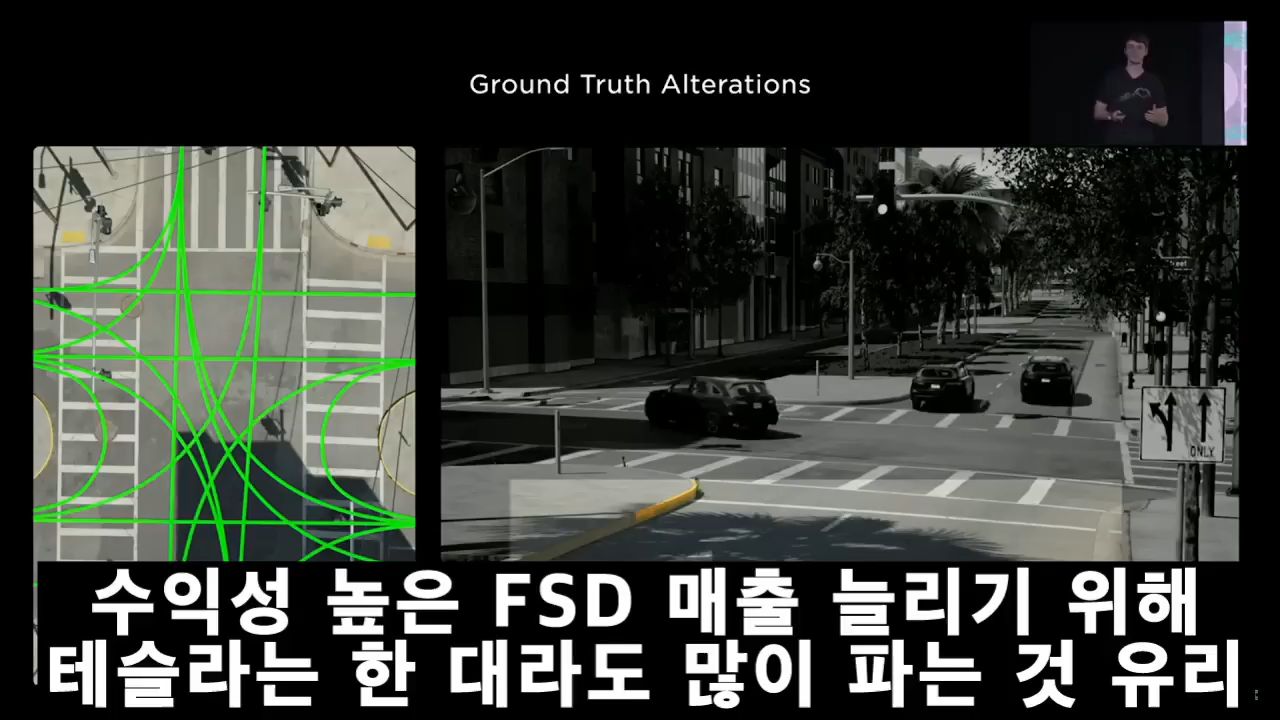 Ground Truth Alterations
ONLY
수익성 높은 FSD 매출 늘리기 위해
테슬라는 한 대라도 많이 파는 것 유리